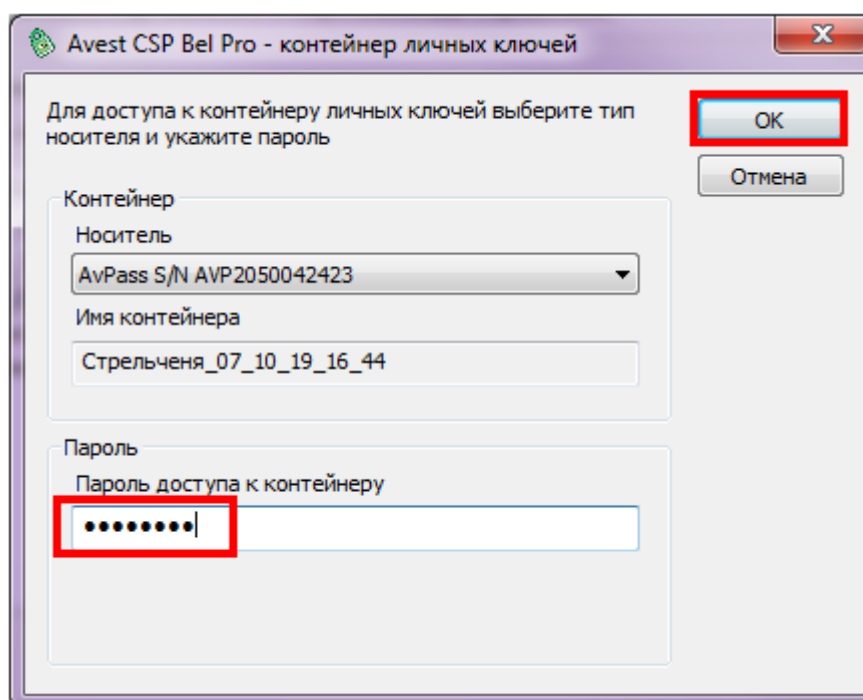 Avest CSP Bel Pro - контейнер личных ключей
Для доступа к контейнеру личных ключей выберите тип
носителя и укажите пароль
OK
Отмена
Контейнер
Носитель
AvPass S/N AVP2050042423
Имя контейнера
Стрельченя_07_10_19_16_44
Пароль
Пароль доступа к контейнеру
••••••••